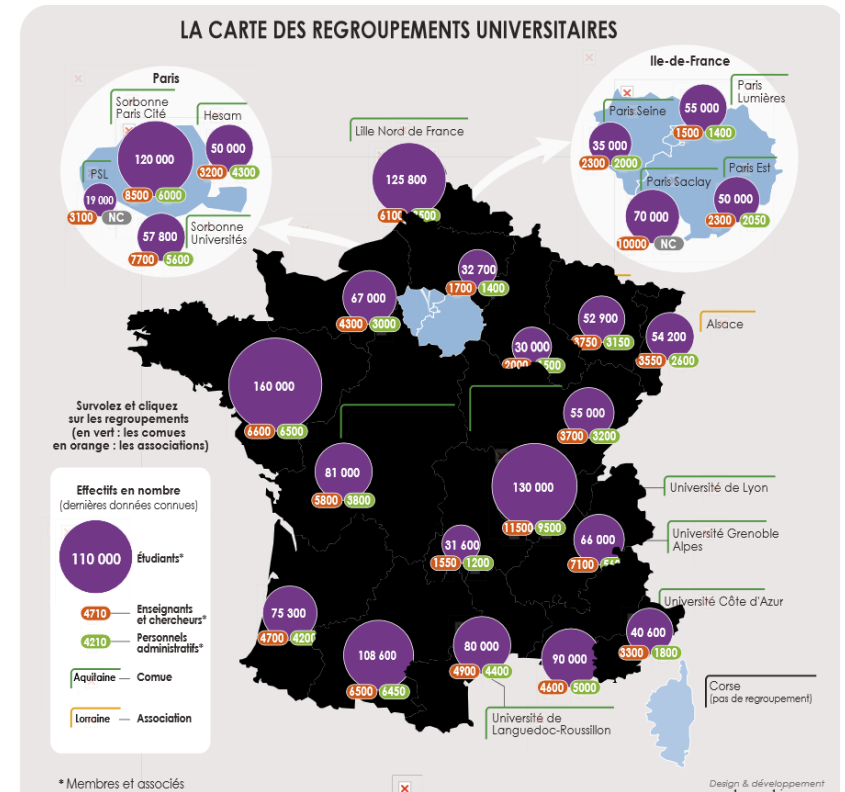 LA CARTE DES REGROUPEMENTS UNIVERSITAIRES
Paris
Sorbonne
Paris Cité
120 000
8500 6000
Hesam
50 000
3200 4300
PSL
19 000
3100 NC
Sorbonne
Universités
57 800
7700 5600
Ile-de-France
Paris
Lumières
55 000
1500 1400
Paris Seine
35 000
2300 2000
Paris Saclay
70 000
10000 NC
Paris Est
50 000
2300 2050
Lille Nord de France
125 800
6100
32 700
1700 1400
67 000
4300 3000
52 900
3750 3150
Alsace
54 200
3550 2600
30 000
2000
160 000
6600 6500
55 000
3700 3200
Survolez et cliquez
sur les regroupements
(en vert : les comues
en orange : les associations)
81 000
5800 3800
130 000
11500 9500
Université de Lyon
31 600
1550 1200
66 000
7100
Université Grenoble
Alpes
Effectifs en nombre
(dernières données connues)
110 000 Étudiants*
4710 Enseignants
et chercheurs*
4210 Personnels
administratifs*
Aquitaine — Comue
Lorraine — Association
75 300
4700 4200
108 600
6500 6450
80 000
4900 4400
Université de
Languedoc-Roussillon
90 000
4600 5000
Université Côte d'Azur
40 600
3300 1800
Corse
(pas de regroupement)
* Membres et associés
Design & développement